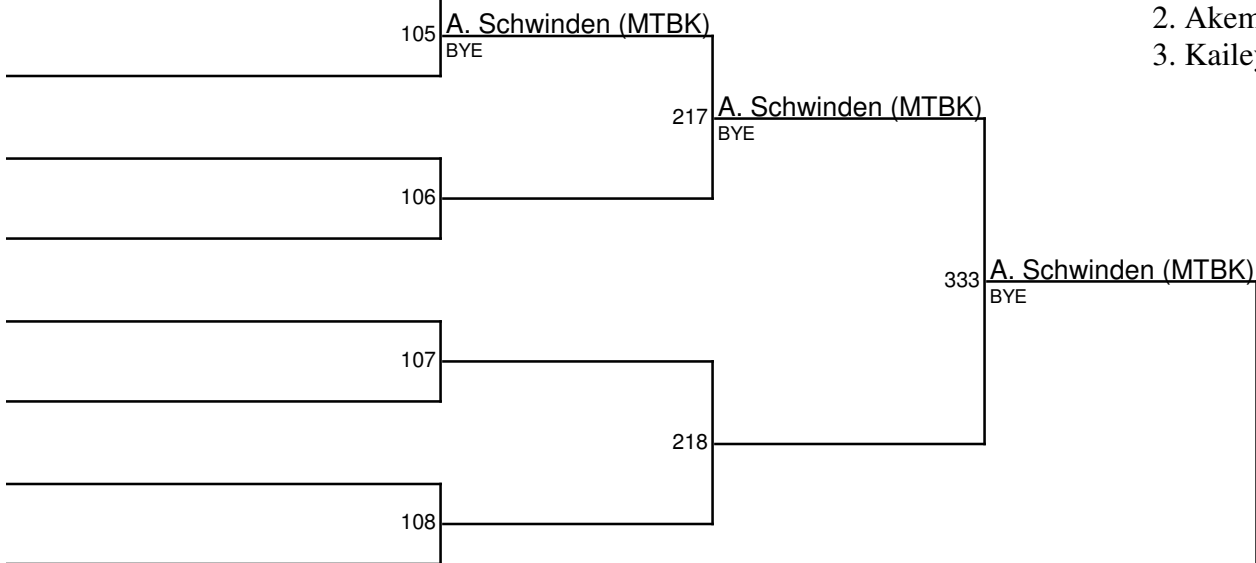 2. Akem
3. Kailey
105 A. Schwinden (MTBK)
BYE
217 A. Schwinden (MTBK)
BYE
106
333 A. Schwinden (MTBK)
BYE
107
218
108